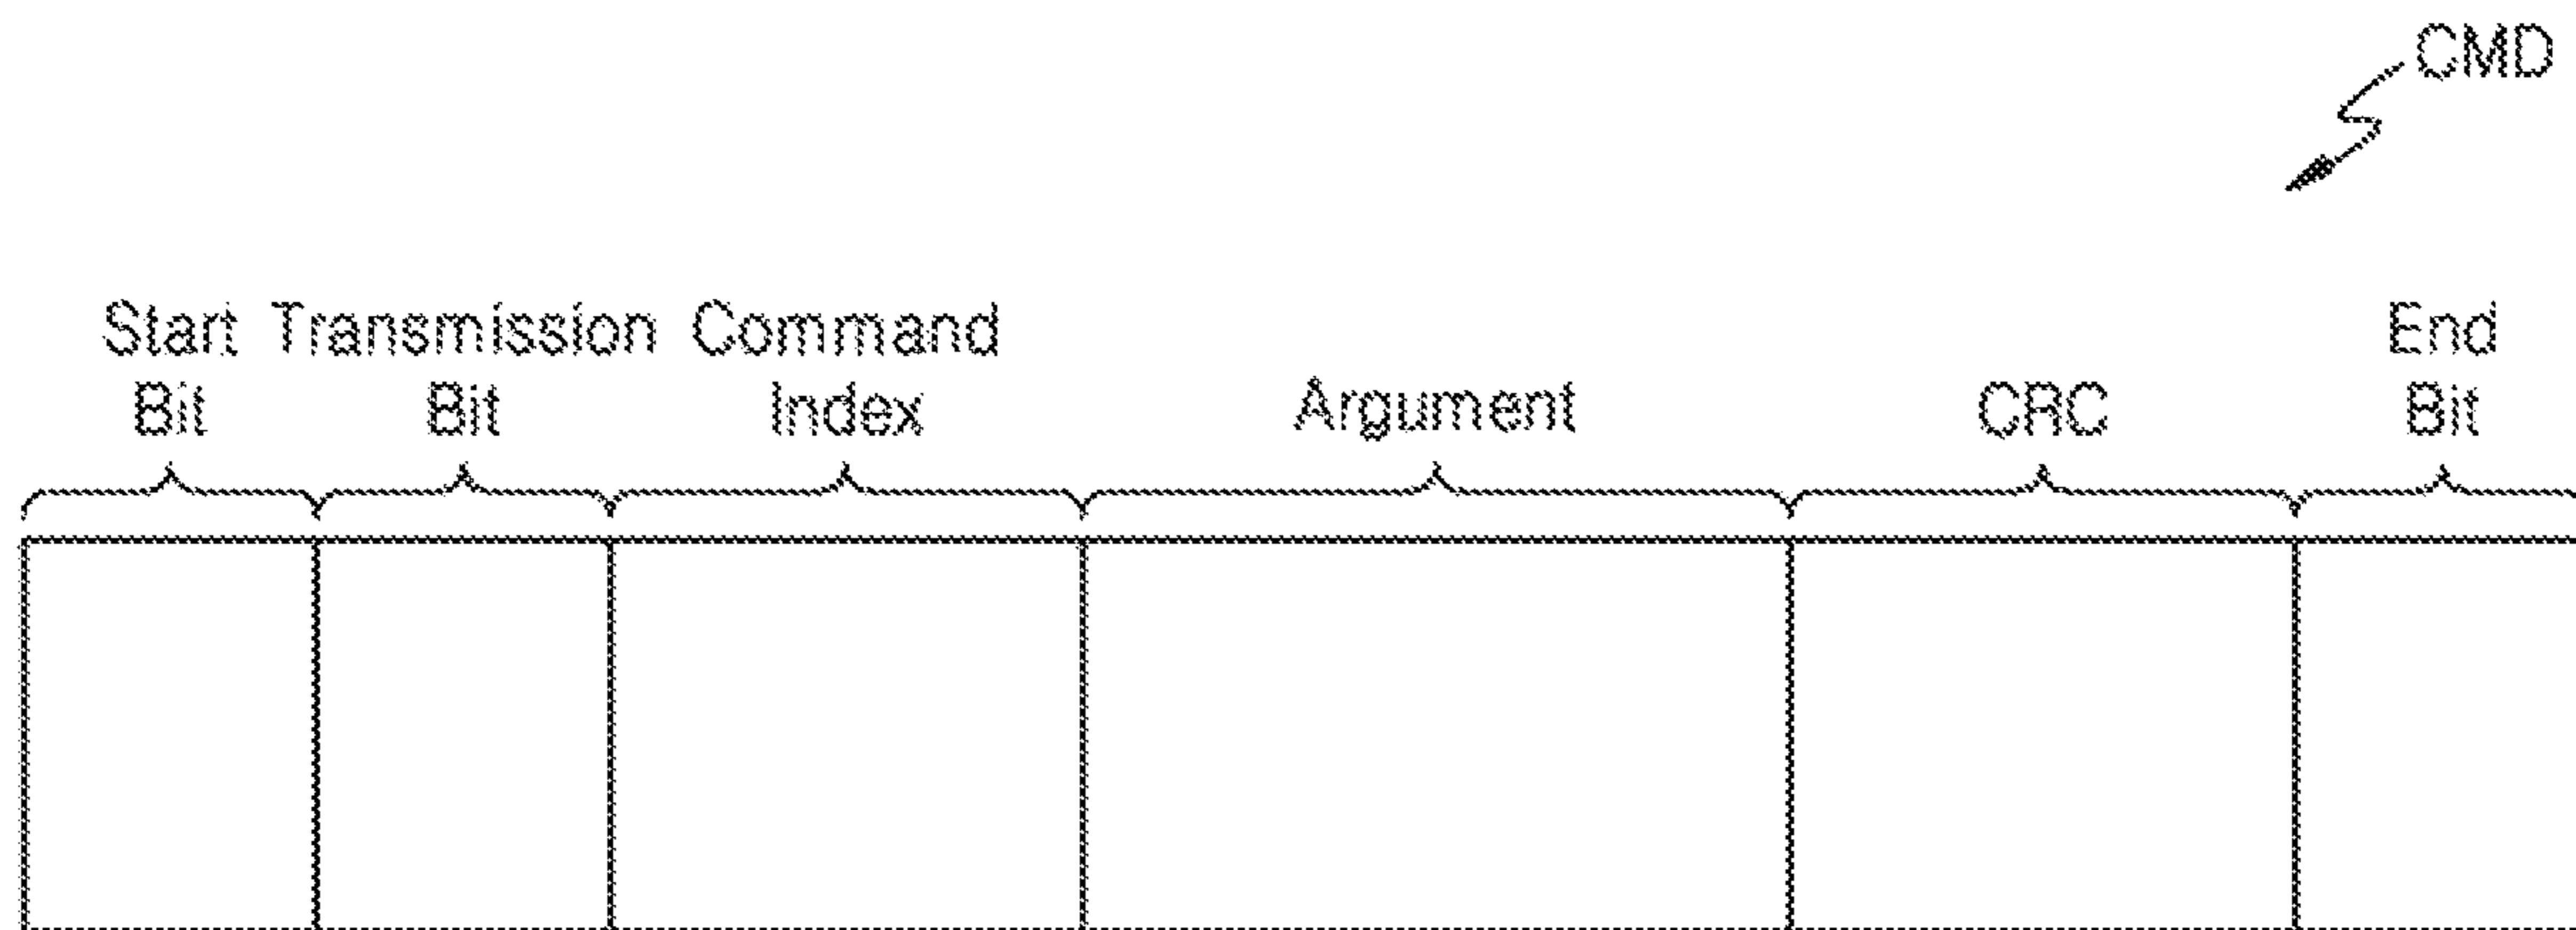 CMD
Start Transmission Command End
Bit Bit Index Argument CRC Bit